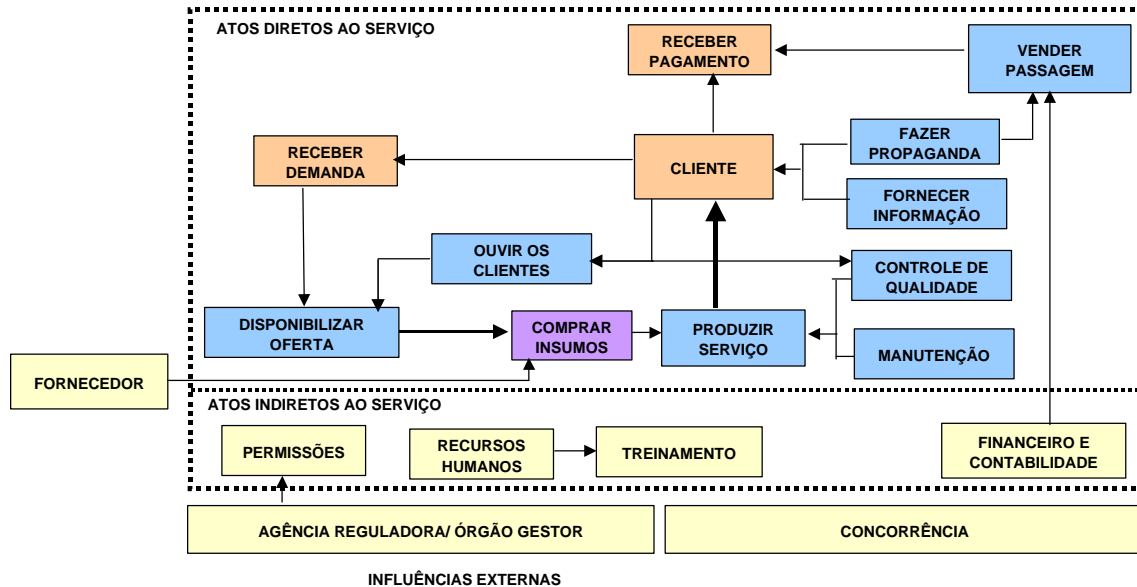 ATOS DIRETOS AO SERVIÇO
RECEBER
PAGAMENTO
VENDER
PASSAGEM
RECEBER
DEMANDA
CLIENTE
FAZER
PROPAGANDA
FORNECER
INFORMAÇÃO
OUVIR OS
CLIENTES
CONTROLE DE
QUALIDADE
DISPONIBILIZAR
OFERTA
COMPRAR
INSUMOS
PRODUZIR
SERVIÇO
MANUTENÇÃO
FORNECEDOR
ATOS INDIRETOS AO SERVIÇO
PERMISSÕES
RECURSOS
HUMANOS
TREINAMENTO
FINANCEIRO E
CONTABILIDADE
AGÊNCIA REGULADORA/ ÓRGÃO GESTOR
CONCORRÊNCIA
INFLUÊNCIAS EXTERNAS